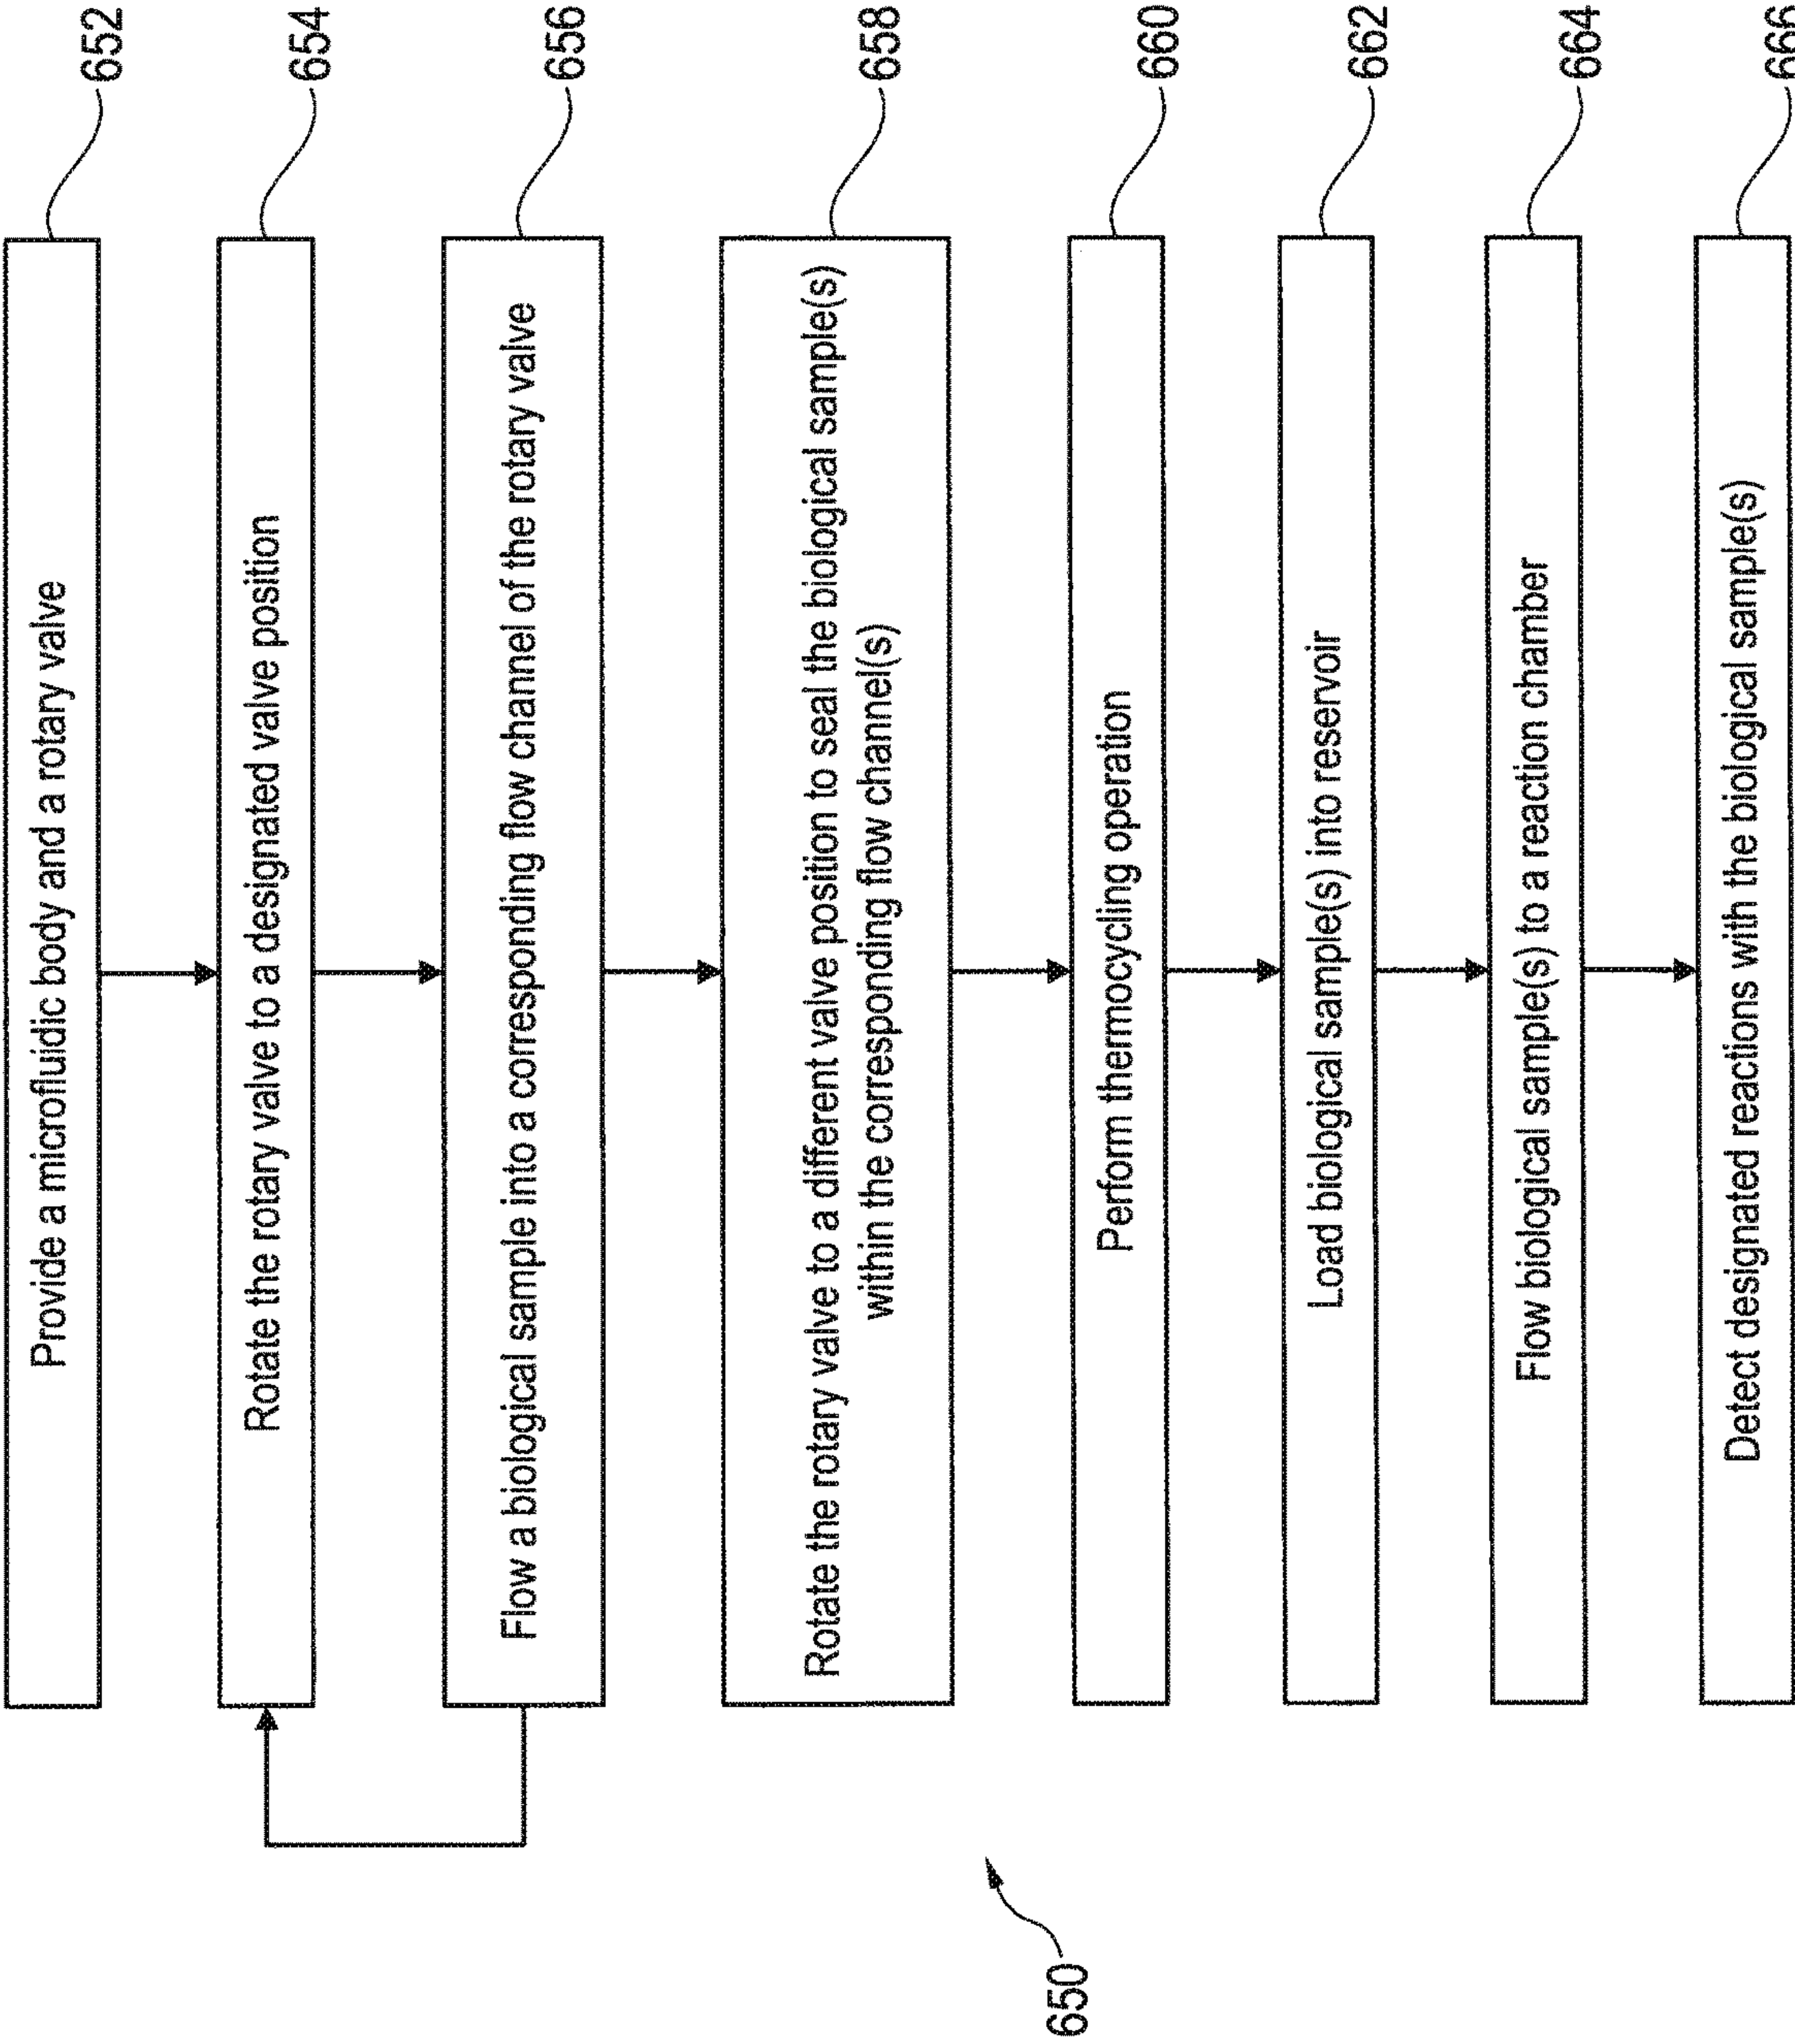 Provide a microfluidic body and a rotary valve
652
Rotate the rotary valve to a designated valve position
654
Flow a biological sample into a corresponding flow channel of the rotary valve
656
Rotate the rotary valve to a different valve position to seal the biological sample(s)
within the corresponding flow channel(s)
658
Perform thermocycling operation
660
Load biological sample(s) into reservoir
662
Flow biological sample(s) to a reaction chamber
664
Detect designated reactions with the biological sample(s)
666
650